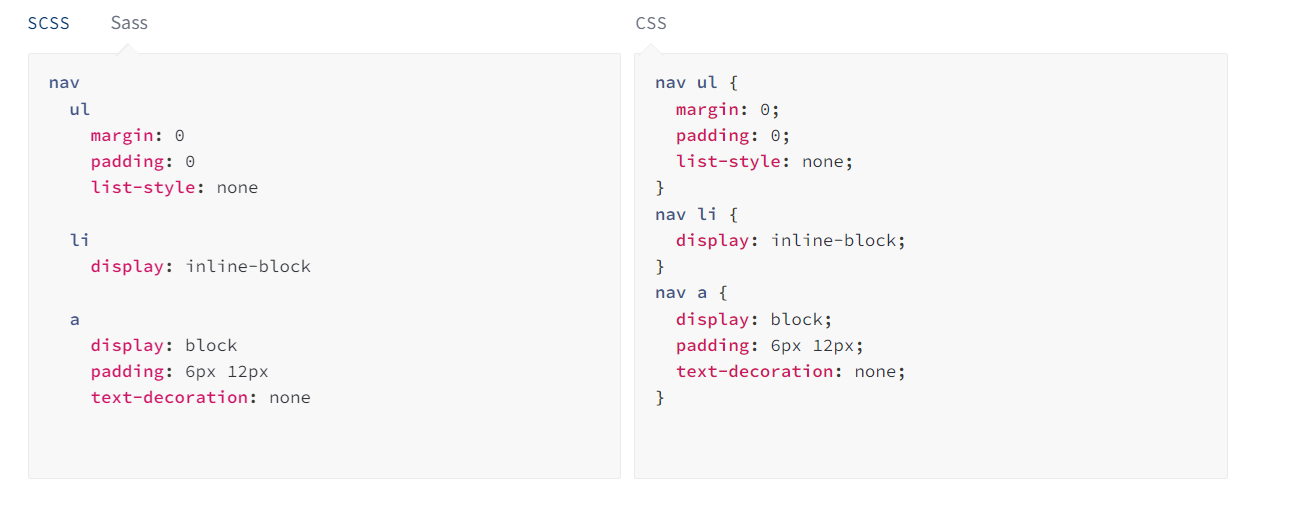 SCSS Sass
nav
  ul
    margin: 0
    padding: 0
    list-style: none
  li
    display: inline-block
  a
    display: block
    padding: 6px 12px
    text-decoration: none
CSS
nav ul {
  margin: 0;
  padding: 0;
  list-style: none;
}
nav li {
  display: inline-block;
}
nav a {
  display: block;
  padding: 6px 12px;
  text-decoration: none;
}